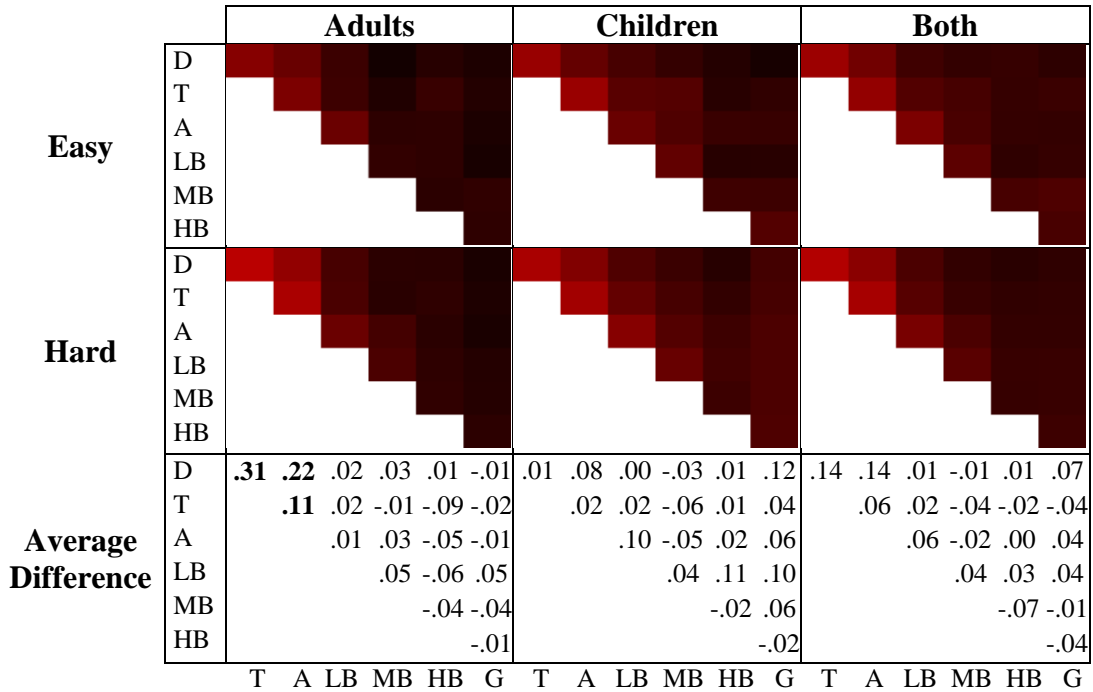 Adults Children Both
Easy
D
T
A
LB
MB
HB
Hard
D
T
A
LB
MB
HB
Average Difference
D .31 .22 .02 .03 .01 -.01 .01 .08 .00 -.03 .01 .12 .14 .14 .01 -.01 .01 .07
T .11 .02 -.01 -.09 -.02 .02 .02 -.06 .01 .04 .06 .02 -.04 -.02 -.04
A .01 .03 -.05 -.01 .10 -.05 .02 .06 .06 -.02 .00 .04
LB .05 -.06 .05 .04 .11 .10 .04 .03 .04
MB -.04 -.04 -.02 .06 -.07 -.01
HB -.01 -.02 -.04
T A LB MB HB G T A LB MB HB G T A LB MB HB G